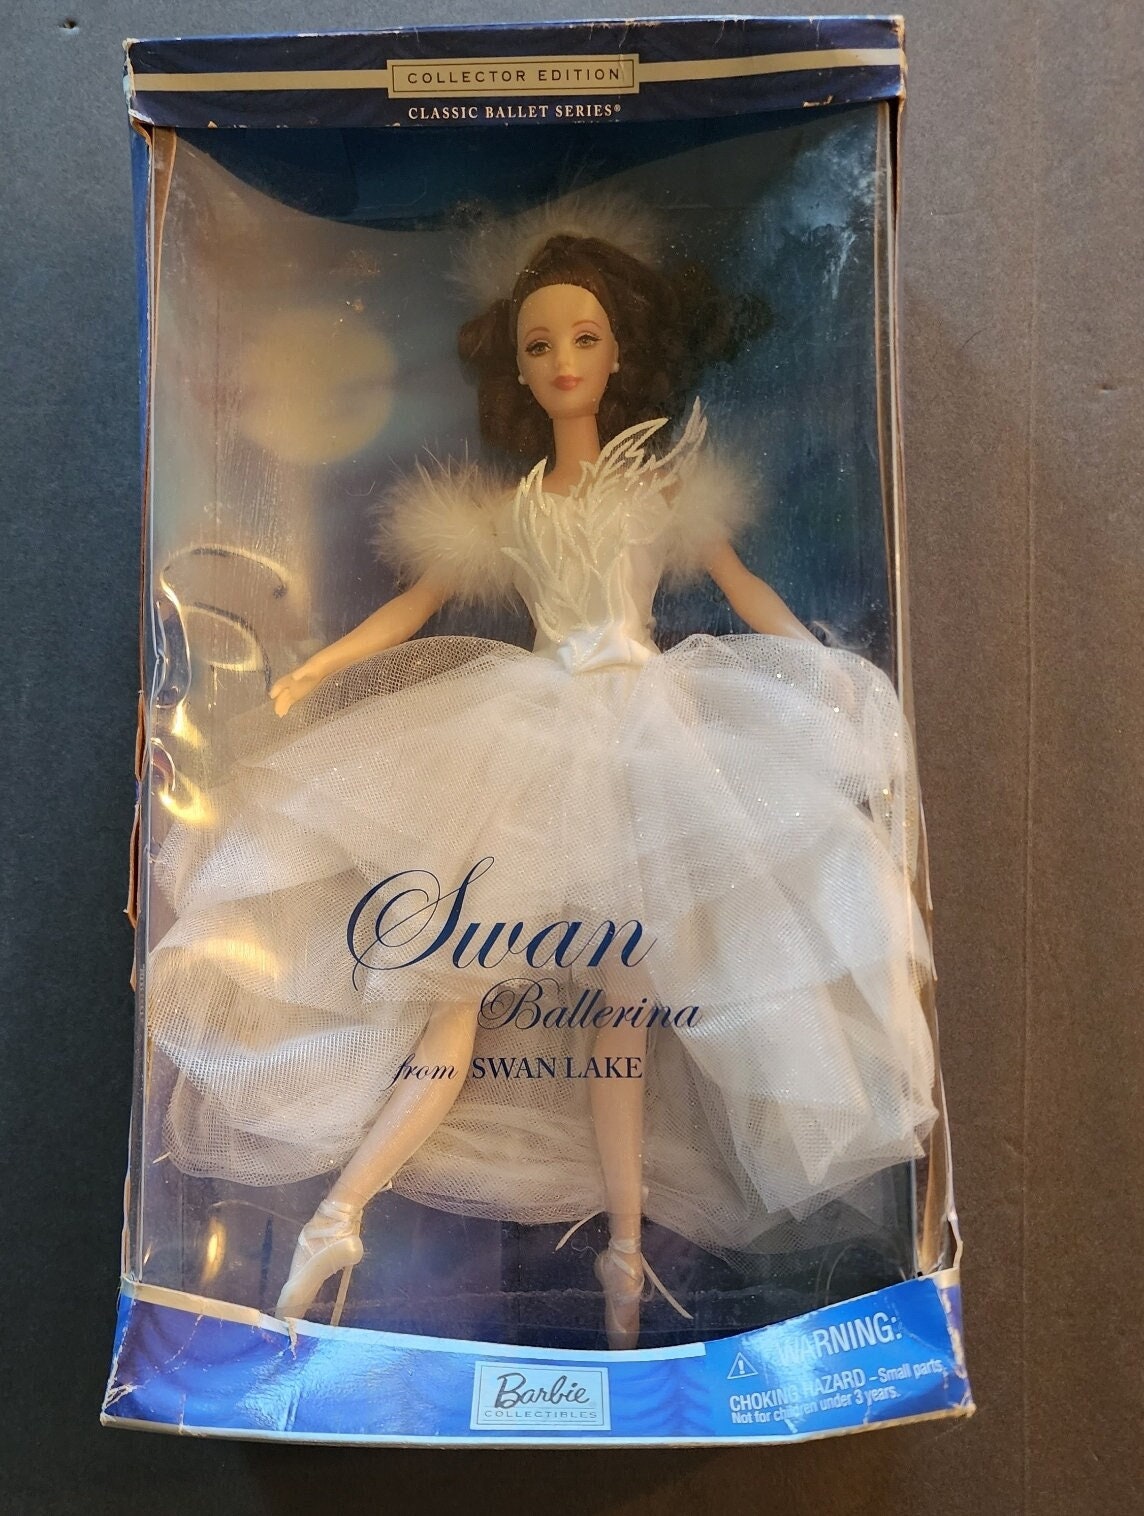 COLLECTOR EDITION
CLASSIC BALLET SERIES®
Swan
Ballerina
from SWAN LAKE
WARNING:
CHOKING HAZARD – Small parts.
Not for children under 3 years.
Barbie
COLLECTIBLES